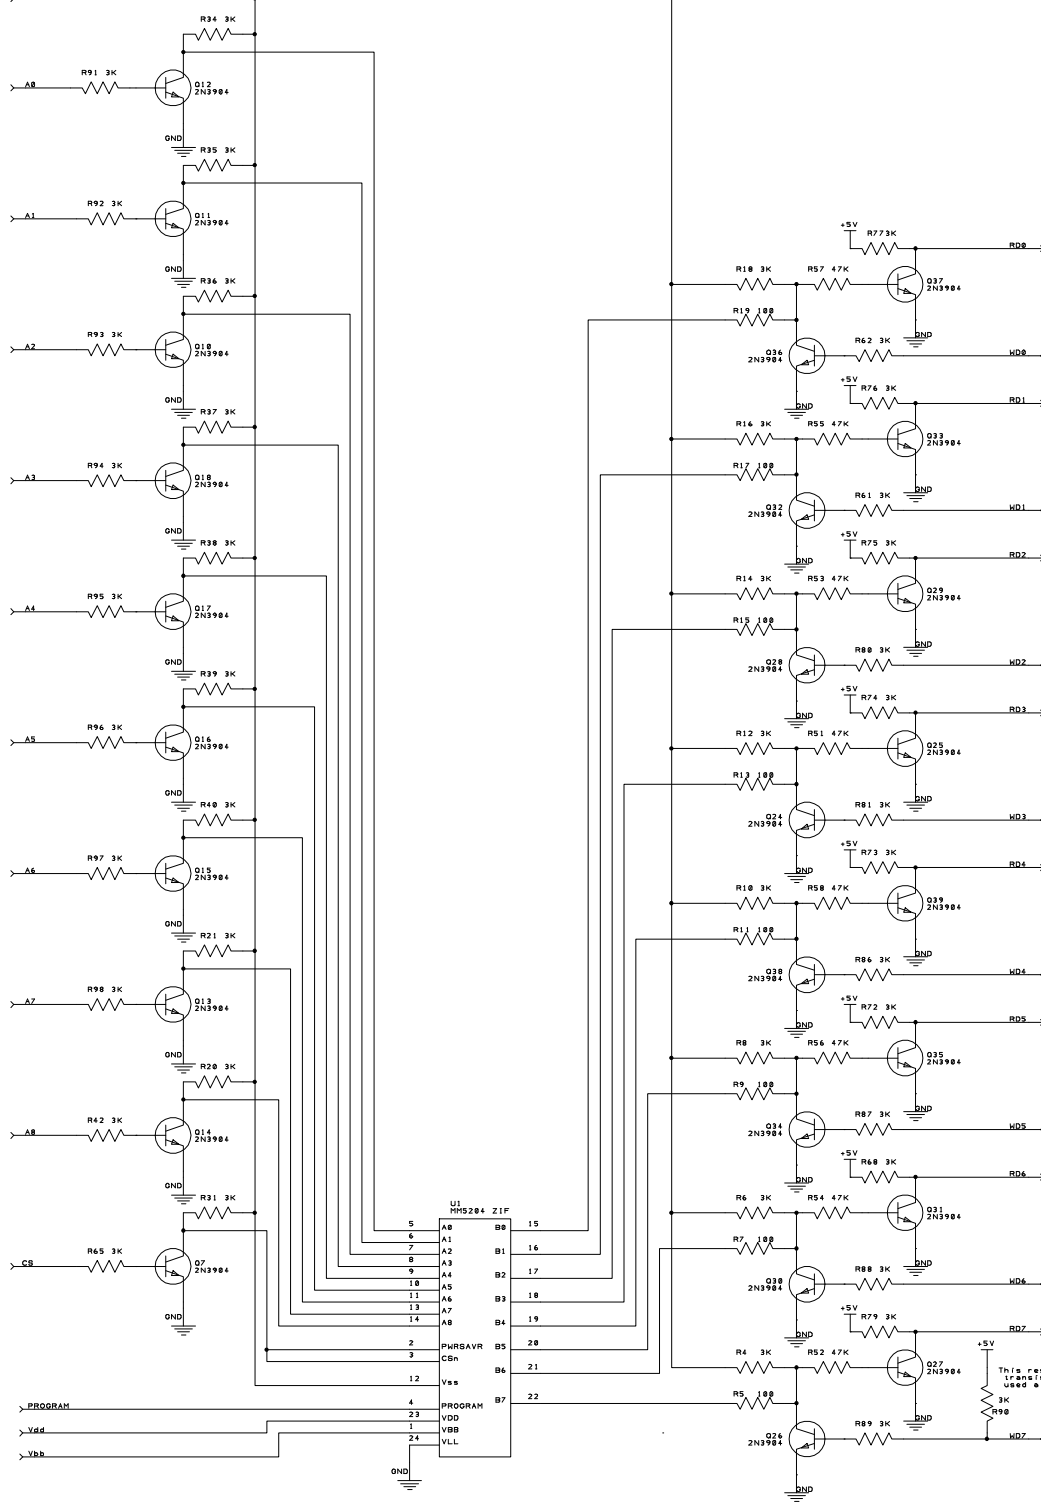 R34 3K
A0
R91 3K
Q12
2N3904
GND
R35 3K
A1
R92 3K
Q11
2N3904
GND
R36 3K
A2
R93 3K
Q10
2N3904
GND
R37 3K
A3
R94 3K
Q18
2N3904
GND
R38 3K
A4
R95 3K
Q17
2N3904
GND
R39 3K
A5
R96 3K
Q16
2N3904
GND
R40 3K
A6
R97 3K
Q15
2N3904
GND
R21 3K
A7
R98 3K
Q13
2N3904
GND
R20 3K
A8
R42 3K
Q14
2N3904
GND
R31 3K
CS
R65 3K
Q7
2N3904
GND
U1
MM5204 ZIF
5 A0 B0 15
6 A1
7 A2 B1 16
8 A3
9 A4 B2 17
10 A5
11 A6 B3 18
13 A7
14 A8 B4 19
2 PWRSAVR B5 20
3 CSn
B6 21
12 Vss
B7 22
4 PROGRAM
23 VDD
1 VBB
24 VLL
PROGRAM
Vdd
Vbb
GND
+5V
R77 3K
RD0
R18 3K
R57 47K
Q37
2N3904
R19 100
GND
Q36
2N3904
R62 3K
WD0
GND
+5V
R76 3K
RD1
R16 3K
R55 47K
Q33
2N3904
R17 100
GND
Q32
2N3904
R61 3K
WD1
GND
+5V
R75 3K
RD2
R14 3K
R53 47K
Q29
2N3904
R15 100
GND
Q28
2N3904
R80 3K
WD2
GND
+5V
R74 3K
RD3
R12 3K
R51 47K
Q25
2N3904
R13 100
GND
Q24
2N3904
R81 3K
WD3
GND
+5V
R73 3K
RD4
R10 3K
R58 47K
Q39
2N3904
R11 100
GND
Q38
2N3904
R86 3K
WD4
GND
+5V
R72 3K
RD5
R8 3K
R56 47K
Q35
2N3904
R9 100
GND
Q34
2N3904
R87 3K
WD5
GND
+5V
R68 3K
RD6
R6 3K
R54 47K
Q31
2N3904
R7 100
GND
Q30
2N3904
R88 3K
WD6
GND
+5V
R79 3K
RD7
+5V
R4 3K
R52 47K
Q27
2N3904
This res
transis
used a
R5 100
3K
R90
GND
Q26
2N3904
R89 3K
WD7
GND